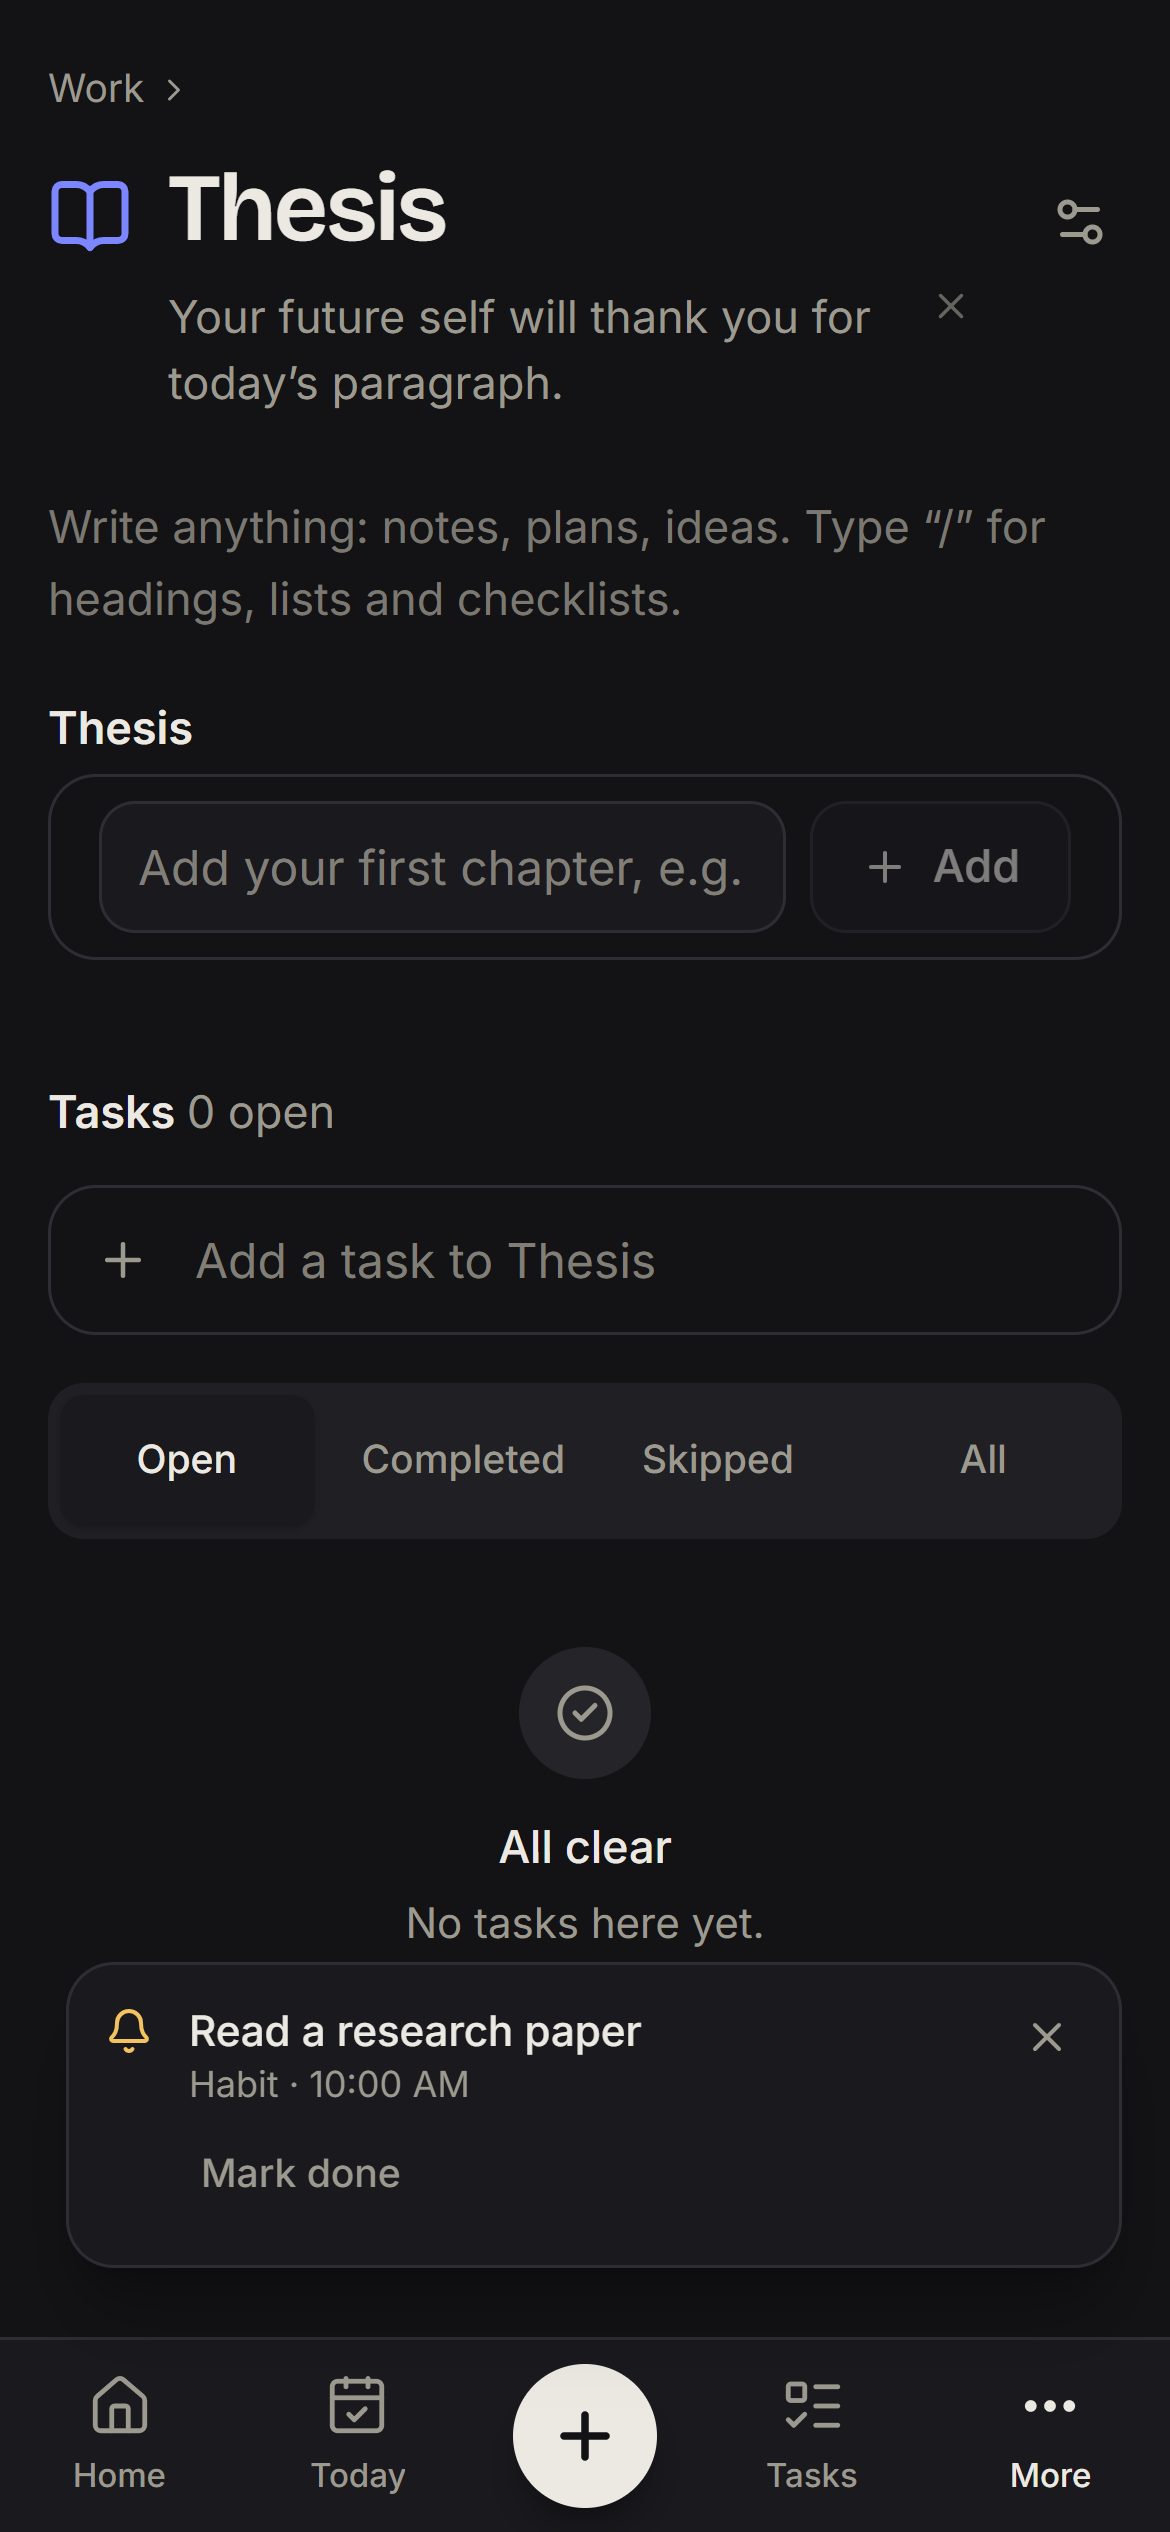 Work
Thesis
Your future self will thank you for
today’s paragraph.
Write anything: notes, plans, ideas. Type “/” for
headings, lists and checklists.
Thesis
Add your first chapter, e.g.
Add
Tasks 0 open
Add a task to Thesis
Open Completed Skipped All
All clear
No tasks here yet.
Read a research paper
Habit · 10:00 AM
Mark done
Home Today Tasks More